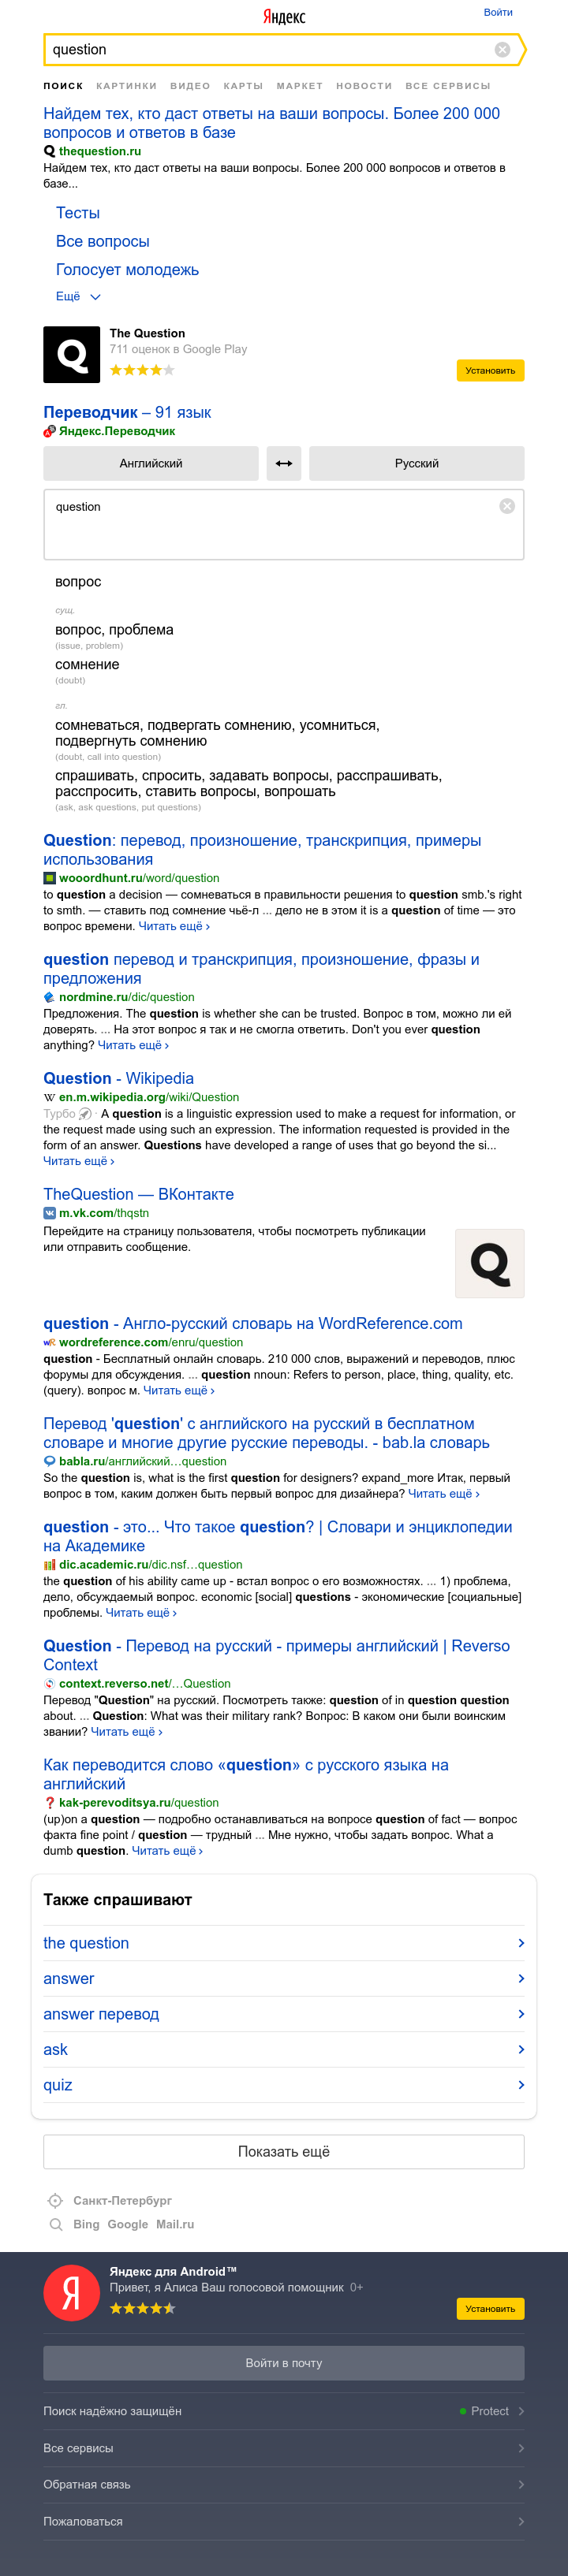 Яндекс
Войти
question
ПОИСК КАРТИНКИ ВИДЕО КАРТЫ МАРКЕТ НОВОСТИ ВСЕ СЕРВИСЫ
Найдем тех, кто даст ответы на ваши вопросы. Более 200 000
вопросов и ответов в базе
thequestion.ru
Найдем тех, кто даст ответы на ваши вопросы. Более 200 000 вопросов и ответов в
базе...
Тесты
Все вопросы
Голосует молодежь
Ещё
Q
The Question
711 оценок в Google Play
Установить
Переводчик – 91 язык
Яндекс.Переводчик
Английский
Русский
question
вопрос
сущ.
вопрос, проблема
(issue, problem)
сомнение
(doubt)
гл.
сомневаться, подвергать сомнению, усомниться,
подвергнуть сомнению
(doubt, call into question)
спрашивать, спросить, задавать вопросы, расспрашивать,
расспросить, ставить вопросы, вопрошать
(ask, ask questions, put questions)
Question: перевод, произношение, транскрипция, примеры
использования
wooordhunt.ru/word/question
to question a decision — сомневаться в правильности решения to question smb.'s right
to smth. — ставить под сомнение чьё-л ... дело не в этом it is a question of time — это
вопрос времени. Читать ещё ›
question перевод и транскрипция, произношение, фразы и
предложения
nordmine.ru/dic/question
Предложения. The question is whether she can be trusted. Вопрос в том, можно ли ей
доверять. ... На этот вопрос я так и не смогла ответить. Don't you ever question
anything? Читать ещё ›
Question - Wikipedia
en.m.wikipedia.org/wiki/Question
Турбо · A question is a linguistic expression used to make a request for information, or
the request made using such an expression. The information requested is provided in the
form of an answer. Questions have developed a range of uses that go beyond the si...
Читать ещё ›
TheQuestion — ВКонтакте
m.vk.com/thqstn
Перейдите на страницу пользователя, чтобы посмотреть публикации
или отправить сообщение.
Q
question - Англо-русский словарь на WordReference.com
wordreference.com/enru/question
question - Бесплатный онлайн словарь. 210 000 слов, выражений и переводов, плюс
форумы для обсуждения. ... question nnoun: Refers to person, place, thing, quality, etc.
(query). вопрос м. Читать ещё ›
Перевод 'question' с английского на русский в бесплатном
словаре и многие другие русские переводы. - bab.la словарь
babla.ru/английский…question
So the question is, what is the first question for designers? expand_more Итак, первый
вопрос в том, каким должен быть первый вопрос для дизайнера? Читать ещё ›
question - это... Что такое question? | Словари и энциклопедии
на Академике
dic.academic.ru/dic.nsf…question
the question of his ability came up - встал вопрос о его возможностях. ... 1) проблема,
дело, обсуждаемый вопрос. economic [social] questions - экономические [социальные]
проблемы. Читать ещё ›
Question - Перевод на русский - примеры английский | Reverso
Context
context.reverso.net/…Question
Перевод "Question" на русский. Посмотреть также: question of in question question
about. ... Question: What was their military rank? Вопрос: В каком они были воинским
звании? Читать ещё ›
Как переводится слово «question» с русского языка на
английский
kak-perevoditsya.ru/question
(up)on a question — подробно останавливаться на вопросе question of fact — вопрос
факта fine point / question — трудный ... Мне нужно, чтобы задать вопрос. What a
dumb question. Читать ещё ›
Также спрашивают
the question
answer
answer перевод
ask
quiz
Показать ещё
Санкт-Петербург
Bing Google Mail.ru
Я
Яндекс для Android™
Привет, я Алиса Ваш голосовой помощник 0+
Установить
Войти в почту
Поиск надёжно защищён
Protect
Все сервисы
Обратная связь
Пожаловаться